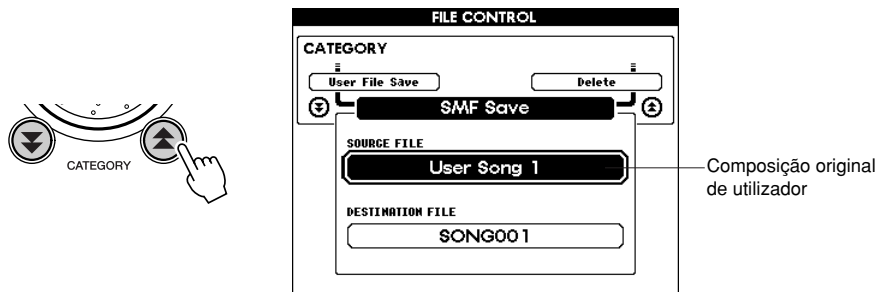 FILE CONTROL
CATEGORY
User File Save
Delete
SMF Save
SOURCE FILE
User Song 1
DESTINATION FILE
SONG001
CATEGORY
Composição original
de utilizador